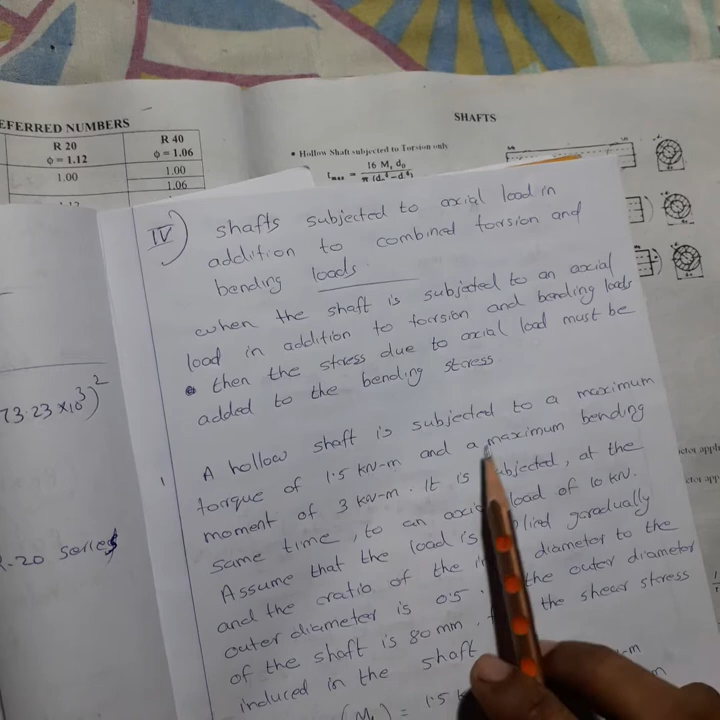 EFERRED NUMBERS
R 20
ϕ = 1.12
R 40
ϕ = 1.06
1.00
1.00
1.06
SHAFTS
• Hollow Shaft subjected to Torsion only
16 Mt do
73.23 × 10³)²
R-20 series
IV) shafts subjected to axial load in
addition to combined torsion and
bending loads
when the shaft is subjected to an axial
load in addition to torsion and bending loads
then the stress due to axial load must be
added to the bending stress.
1 A hollow shaft is subjected to a maximum
torque of 1.5 kN-m and a maximum bending
moment of 3 kN-m. It is subjected, at the
same time, to an axial load of 10 kN.
Assume that the load is applied gradually
and the ratio of the diameter to the
outer diameter is 0.5 the outer diameter
of the shaft is 80 mm. the shear stress
induced in the shaft.
= 1.5 k